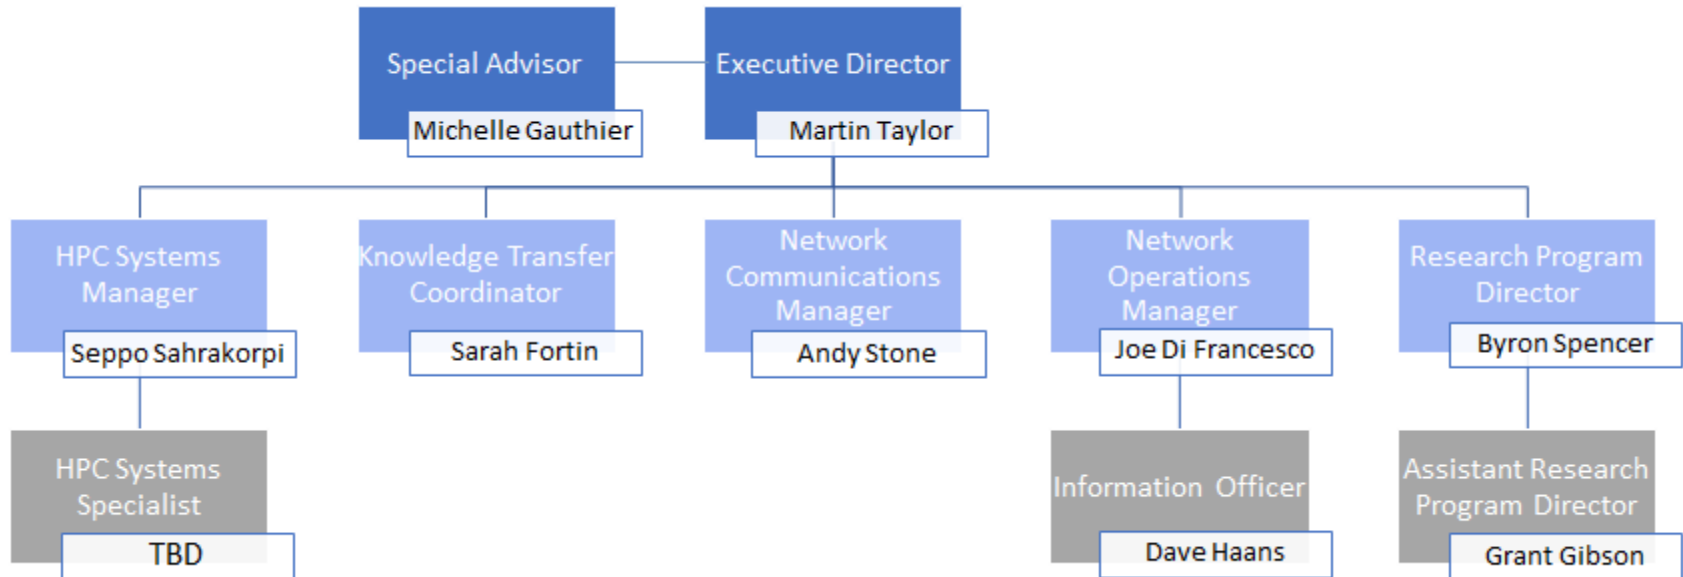 Special Advisor
Michelle Gauthier
Executive Director
Martin Taylor
HPC Systems
Manager
Seppo Sahrakorpi
Knowledge Transfer
Coordinator
Sarah Fortin
Network
Communications
Manager
Andy Stone
Network
Operations
Manager
Joe Di Francesco
Research Program
Director
Byron Spencer
HPC Systems
Specialist
TBD
Information Officer
Dave Haans
Assistant Research
Program Director
Grant Gibson